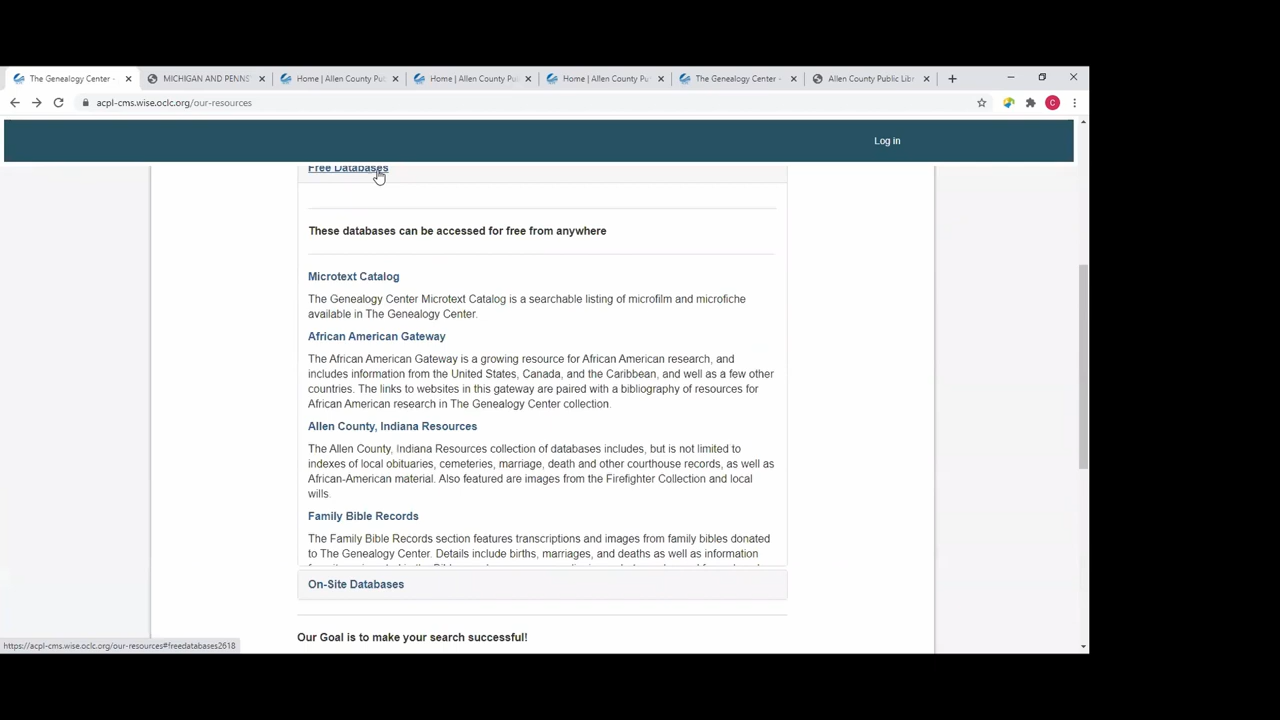 The Genealogy Center -
MICHIGAN AND PENNS
Home | Allen County Pu
Home | Allen County Pu
Home | Allen County Pu
The Genealogy Center -
Allen County Public Libr
acpl-cms.wise.oclc.org/our-resources
C
Log in
Free Databases
These databases can be accessed for free from anywhere
Microtext Catalog
The Genealogy Center Microtext Catalog is a searchable listing of microfilm and microfiche
available in The Genealogy Center.
African American Gateway
The African American Gateway is a growing resource for African American research, and
includes information from the United States, Canada, and the Caribbean, and well as a few other
countries. The links to websites in this gateway are paired with a bibliography of resources for
African American research in The Genealogy Center collection.
Allen County, Indiana Resources
The Allen County, Indiana Resources collection of databases includes, but is not limited to
indexes of local obituaries, cemeteries, marriage, death and other courthouse records, as well as
African-American material. Also featured are images from the Firefighter Collection and local
wills.
Family Bible Records
The Family Bible Records section features transcriptions and images from family bibles donated
to The Genealogy Center. Details include births, marriages, and deaths as well as information
On-Site Databases
Our Goal is to make your search successful!
https://acpl-cms.wise.oclc.org/our-resources#freedatabases2618